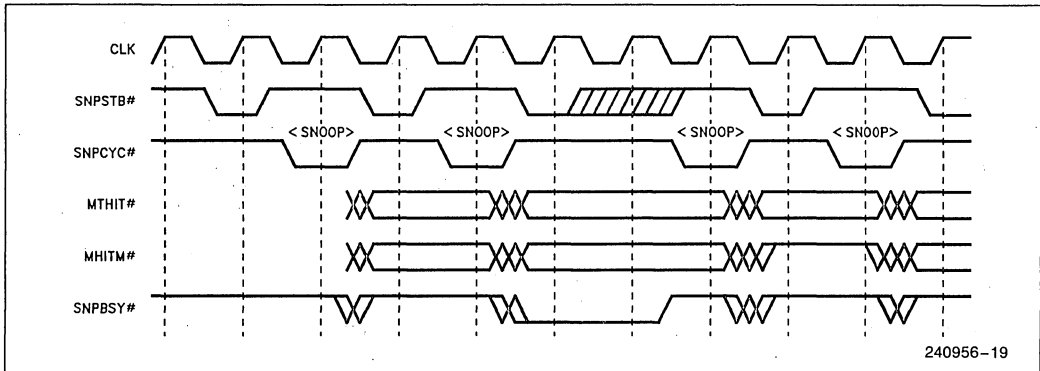 CLK
SNPSTB#
<SNOOP> <SNOOP> <SNOOP> <SNOOP>
SNPCYC#
MTHIT#
MHITM#
SNPBSY#
240956-19